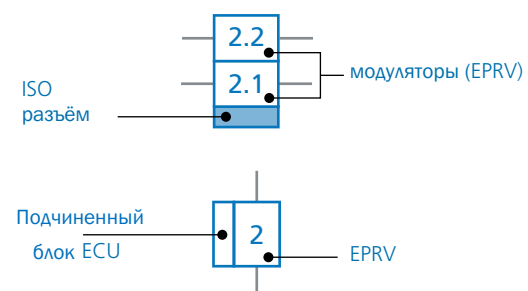 2.2
модуляторы (EPRV)
2.1
ISO
разъём
Подчиненный
блок ECU
2
EPRV